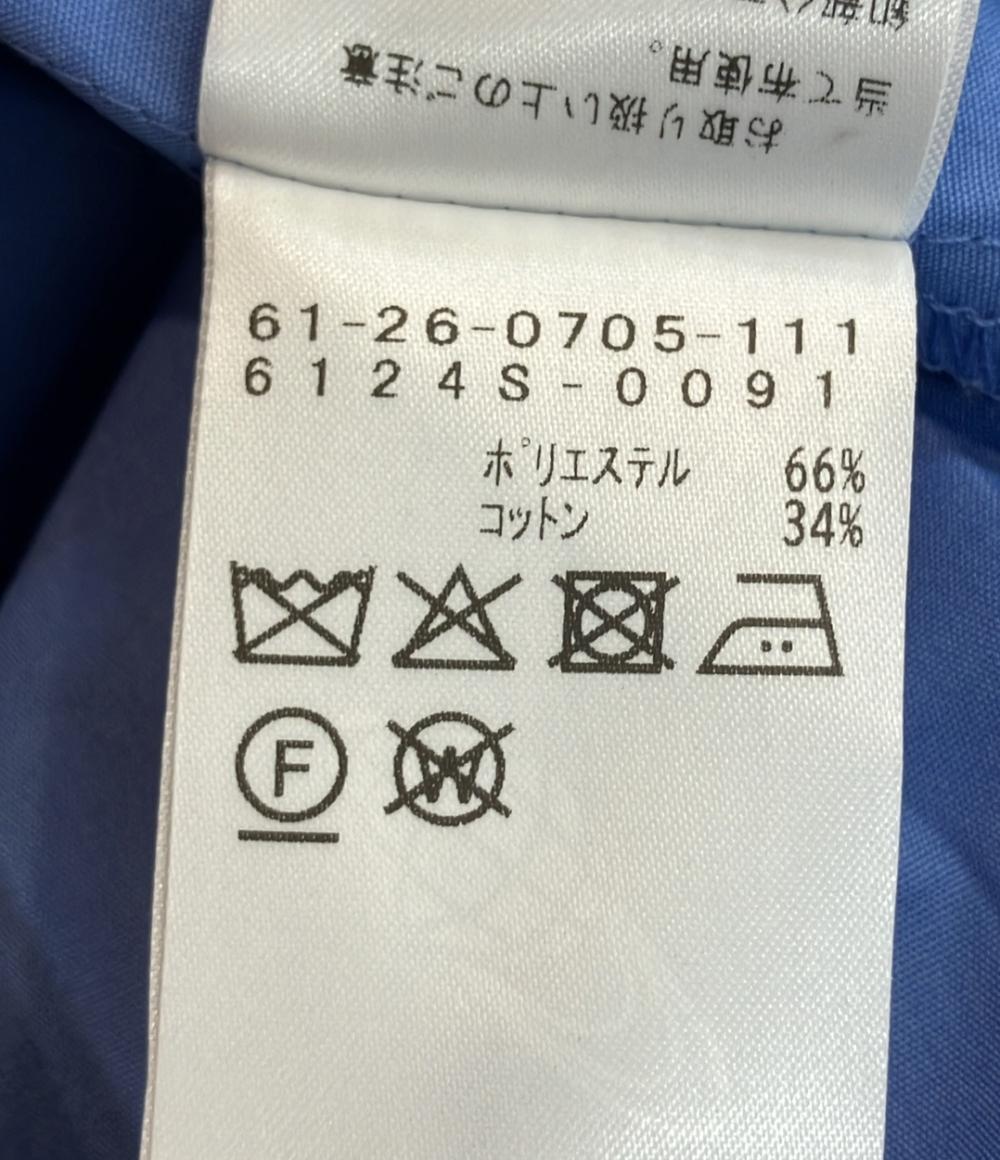 お取り扱い上のご注意
当て布使用。
61-26-0705-111
6124S-0091
ポリエステル 66%
コットン 34%
F
W